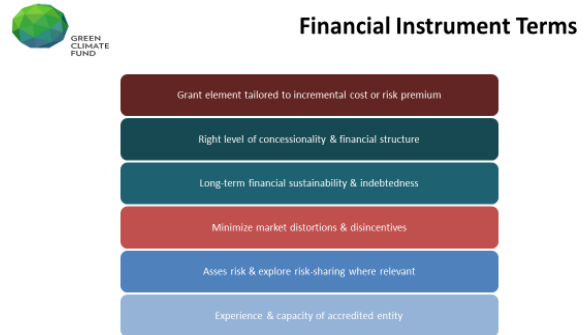 GREEN
CLIMATE
FUND
Financial Instrument Terms
Grant element tailored to incremental cost or risk premium
Right level of concessionality & financial structure
Long-term financial sustainability & indebtedness
Minimize market distortions & disincentives
Asses risk & explore risk-sharing where relevant
Experience & capacity of accredited entity